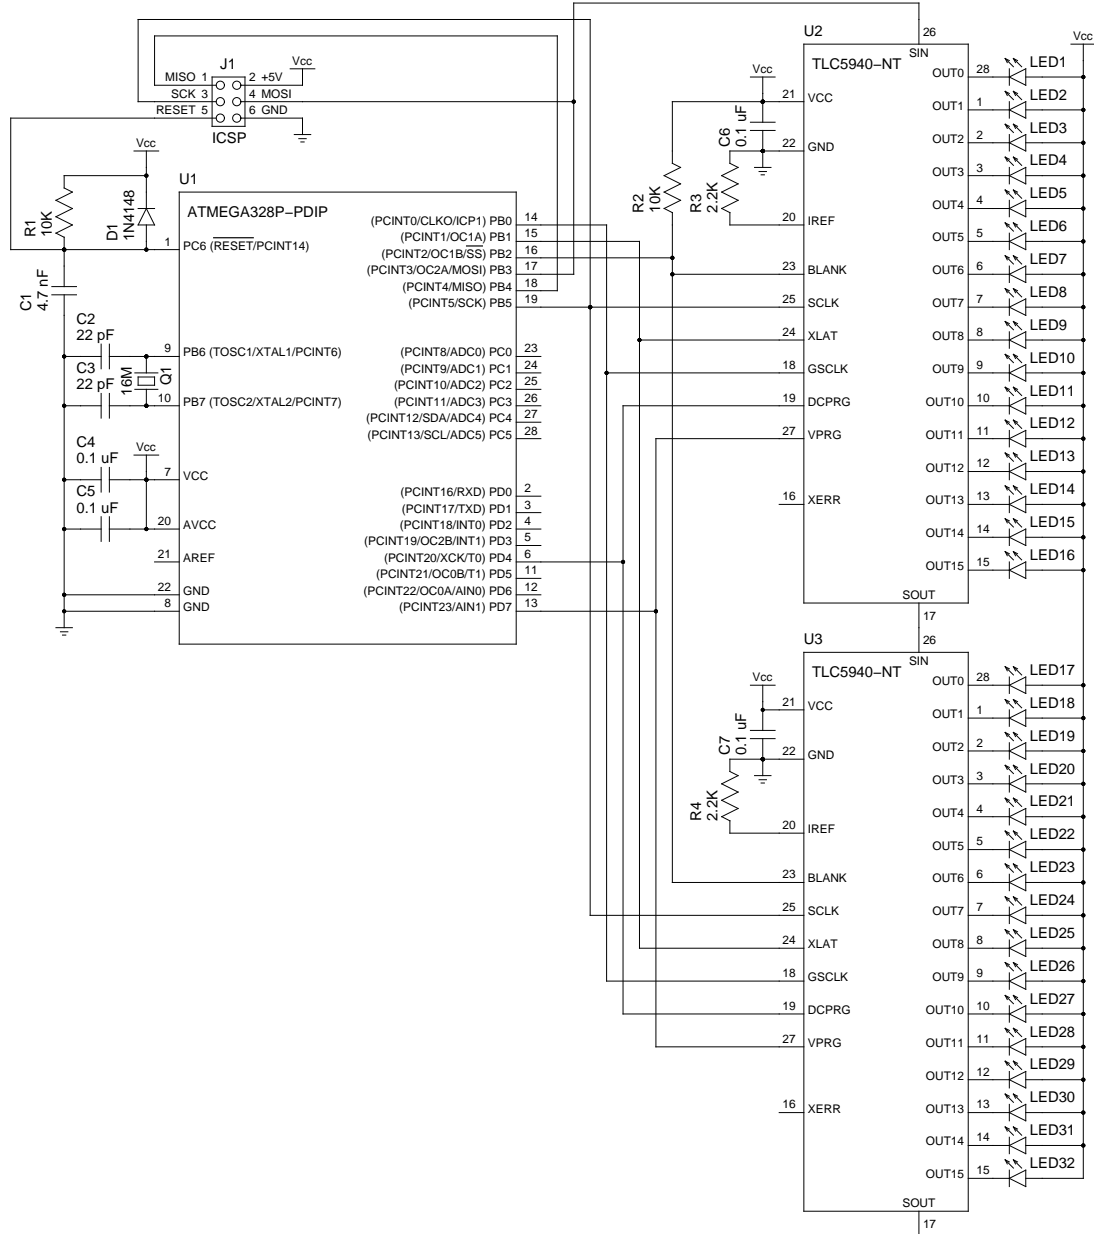 J1
MISO 1
2 +5V
Vcc
SCK 3
4 MOSI
RESET 5
6 GND
ICSP
Vcc
R1
10K
D1
1N4148
C1
4.7 nF
C2
22 pF
C3
22 pF
16M
Q1
C4
0.1 uF
Vcc
C5
0.1 uF
U1
ATMEGA328P−PDIP
1 PC6 (RESET/PCINT14)
9 PB6 (TOSC1/XTAL1/PCINT6)
10 PB7 (TOSC2/XTAL2/PCINT7)
7 VCC
20 AVCC
21 AREF
22 GND
8 GND
(PCINT0/CLKO/ICP1) PB0 14
(PCINT1/OC1A) PB1 15
(PCINT2/OC1B/SS) PB2 16
(PCINT3/OC2A/MOSI) PB3 17
(PCINT4/MISO) PB4 18
(PCINT5/SCK) PB5 19
(PCINT8/ADC0) PC0 23
(PCINT9/ADC1) PC1 24
(PCINT10/ADC2) PC2 25
(PCINT11/ADC3) PC3 26
(PCINT12/SDA/ADC4) PC4 27
(PCINT13/SCL/ADC5) PC5 28
(PCINT16/RXD) PD0 2
(PCINT17/TXD) PD1 3
(PCINT18/INT0) PD2 4
(PCINT19/OC2B/INT1) PD3 5
(PCINT20/XCK/T0) PD4 6
(PCINT21/OC0B/T1) PD5 11
(PCINT22/OC0A/AIN0) PD6 12
(PCINT23/AIN1) PD7 13
R2
10K
R3
2.2K
C6
0.1 uF
Vcc
U2
26
SIN
TLC5940−NT
21 VCC
22 GND
20 IREF
23 BLANK
25 SCLK
24 XLAT
18 GSCLK
19 DCPRG
27 VPRG
16 XERR
Vcc
OUT0 28 LED1
OUT1 1 LED2
OUT2 2 LED3
OUT3 3 LED4
OUT4 4 LED5
OUT5 5 LED6
OUT6 6 LED7
OUT7 7 LED8
OUT8 8 LED9
OUT9 9 LED10
OUT10 10 LED11
OUT11 11 LED12
OUT12 12 LED13
OUT13 13 LED14
OUT14 14 LED15
OUT15 15 LED16
SOUT
17
R4
2.2K
C7
0.1 uF
Vcc
U3
26
SIN
TLC5940−NT
21 VCC
22 GND
20 IREF
23 BLANK
25 SCLK
24 XLAT
18 GSCLK
19 DCPRG
27 VPRG
16 XERR
OUT0 28 LED17
OUT1 1 LED18
OUT2 2 LED19
OUT3 3 LED20
OUT4 4 LED21
OUT5 5 LED22
OUT6 6 LED23
OUT7 7 LED24
OUT8 8 LED25
OUT9 9 LED26
OUT10 10 LED27
OUT11 11 LED28
OUT12 12 LED29
OUT13 13 LED30
OUT14 14 LED31
OUT15 15 LED32
SOUT
17